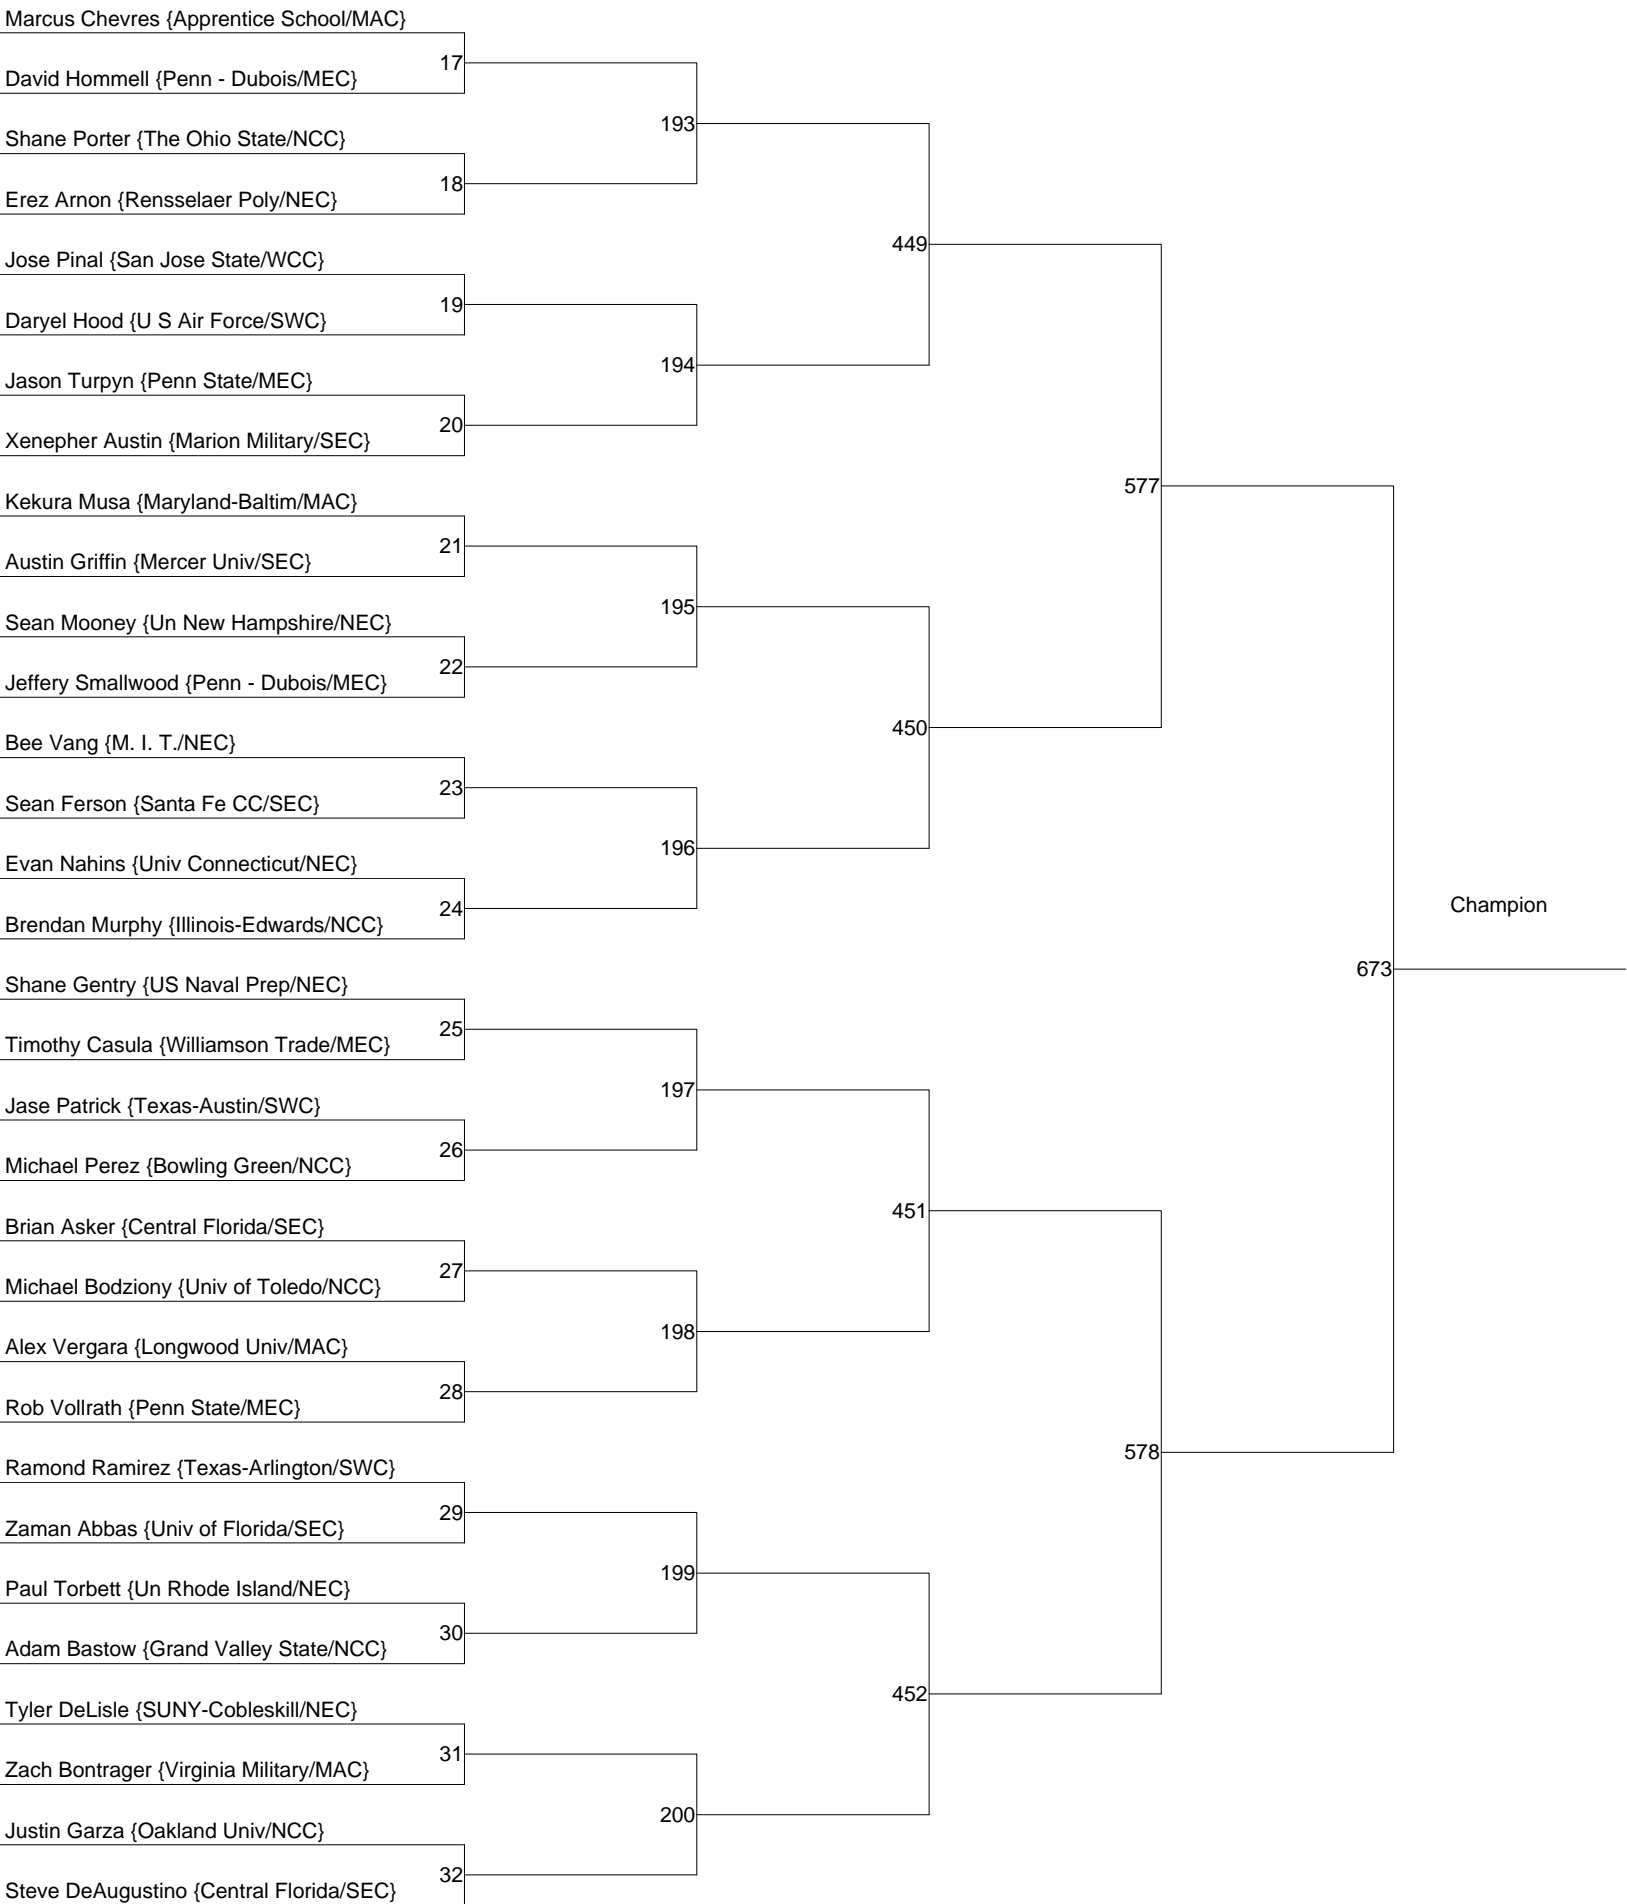 Marcus Chevres {Apprentice School/MAC}
17
David Hommell {Penn - Dubois/MEC}
193
Shane Porter {The Ohio State/NCC}
18
Erez Arnon {Rensselaer Poly/NEC}
449
Jose Pinal {San Jose State/WCC}
19
Daryel Hood {U S Air Force/SWC}
194
Jason Turpyn {Penn State/MEC}
20
Xenepher Austin {Marion Military/SEC}
577
Kekura Musa {Maryland-Baltim/MAC}
21
Austin Griffin {Mercer Univ/SEC}
195
Sean Mooney {Un New Hampshire/NEC}
22
Jeffery Smallwood {Penn - Dubois/MEC}
450
Bee Vang {M. I. T./NEC}
23
Sean Ferson {Santa Fe CC/SEC}
196
Evan Nahins {Univ Connecticut/NEC}
24
Champion
Brendan Murphy {Illinois-Edwards/NCC}
673
Shane Gentry {US Naval Prep/NEC}
25
Timothy Casula {Williamson Trade/MEC}
197
Jase Patrick {Texas-Austin/SWC}
26
Michael Perez {Bowling Green/NCC}
451
Brian Asker {Central Florida/SEC}
27
Michael Bodziony {Univ of Toledo/NCC}
198
Alex Vergara {Longwood Univ/MAC}
28
Rob Vollrath {Penn State/MEC}
578
Ramond Ramirez {Texas-Arlington/SWC}
29
Zaman Abbas {Univ of Florida/SEC}
199
Paul Torbett {Un Rhode Island/NEC}
30
Adam Bastow {Grand Valley State/NCC}
452
Tyler DeLisle {SUNY-Cobleskill/NEC}
31
Zach Bontrager {Virginia Military/MAC}
200
Justin Garza {Oakland Univ/NCC}
32
Steve DeAugustino {Central Florida/SEC}